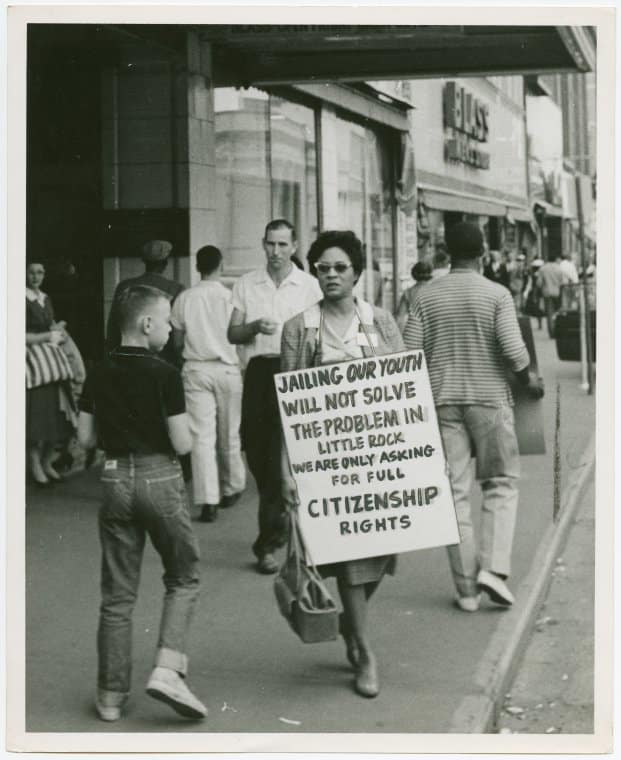 BLASS
JAILING OUR YOUTH
WILL NOT SOLVE
THE PROBLEM IN
LITTLE ROCK
WE ARE ONLY ASKING
FOR FULL
CITIZENSHIP
RIGHTS